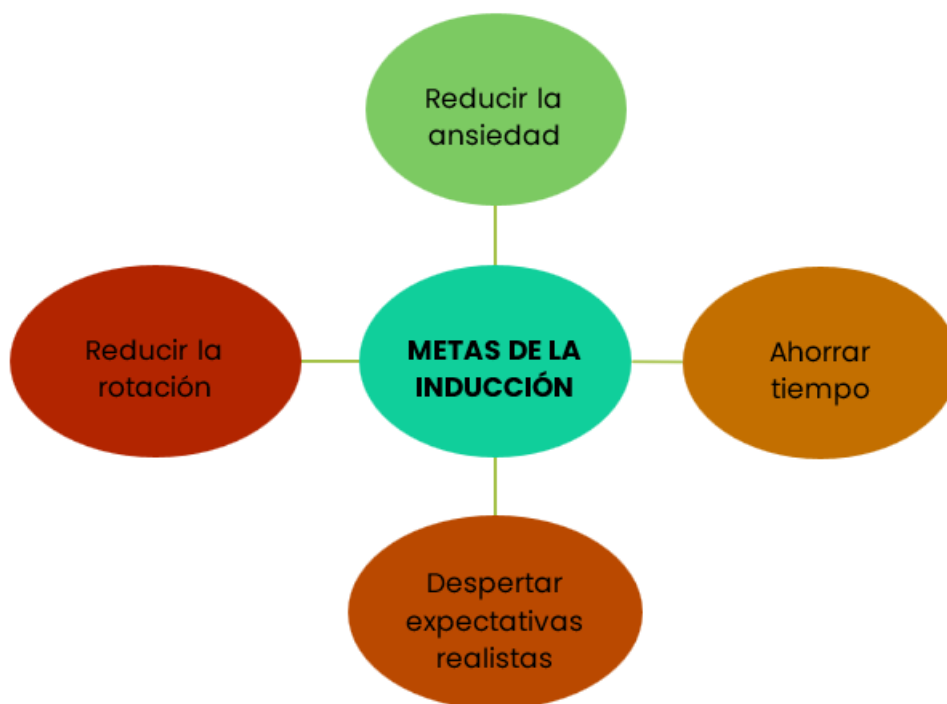 Reducir la
ansiedad
Reducir la
rotación
METAS DE LA
INDUCCIÓN
Ahorrar
tiempo
Despertar
expectativas
realistas